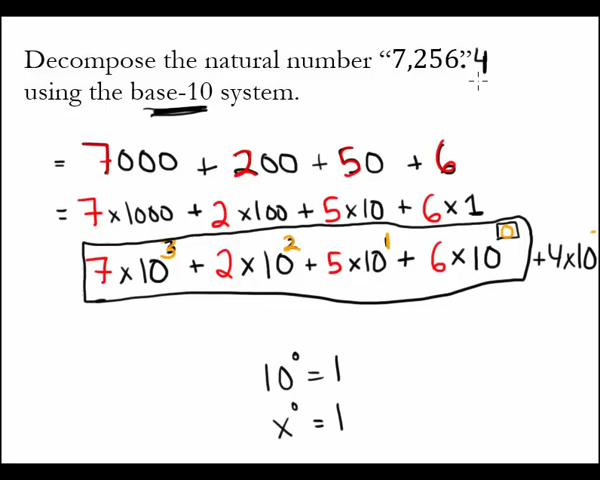 Decompose the natural number “7,256.”4
using the base-10 system.
= 7000 + 200 + 50 + 6
= 7×1000 + 2×100 + 5×10 + 6×1
7×10³ + 2×10² + 5×10¹ + 6×10⁰ + 4×10⁻
10⁰ = 1
x⁰ = 1